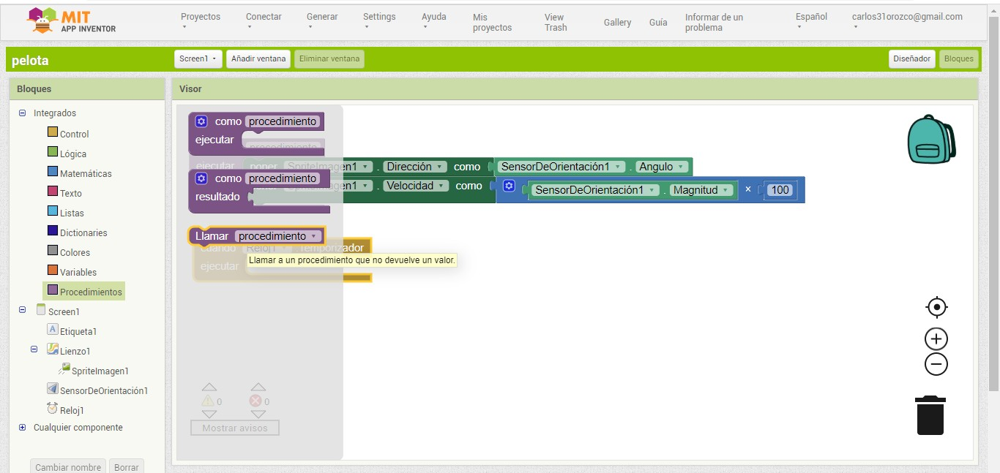 MIT
APP INVENTOR
Proyectos
Conectar
Generar
Settings
Ayuda
Mis
proyectos
View
Trash
Gallery
Guía
Informar de un
problema
Español
carlos31orozco@gmail.com
pelota
Screen1
Añadir ventana
Eliminar ventana
Diseñador
Bloques
Bloques
Integrados
Control
Lógica
Matemáticas
Texto
Listas
Dictionaries
Colores
Variables
Procedimientos
Screen1
Etiqueta1
Lienzo1
SpriteImagen1
SensorDeOrientación1
Reloj1
Cualquier componente
Cambiar nombre
Borrar
Visor
como procedimiento
ejecutar
procedimiento
ejecutar poner SpriteImagen1 . Dirección como SensorDeOrientación1 . Angulo
como procedimiento
poner SpriteImagen1 . Velocidad como SensorDeOrientación1 . Magnitud × 100
resultado
Llamar procedimiento
cuando Reloj1 .Temporizador
Llamar a un procedimiento que no devuelve un valor.
ejecutar
0 0
Mostrar avisos